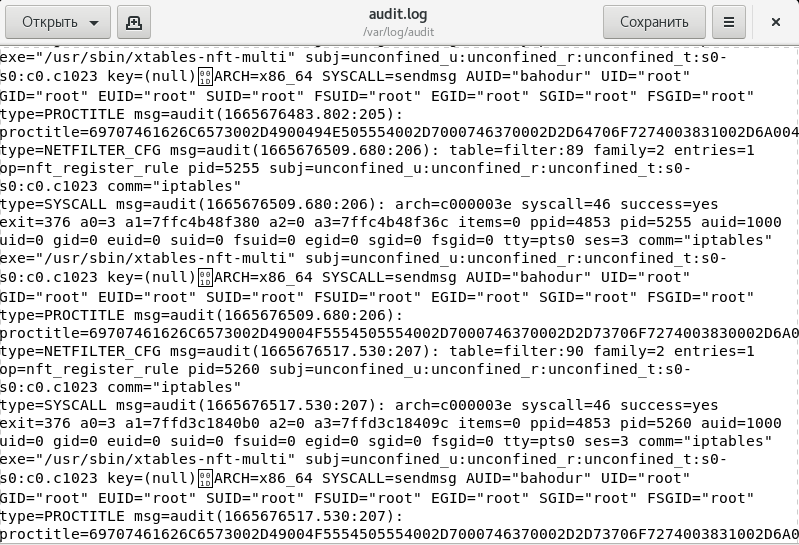 Открыть
audit.log
/var/log/audit
Сохранить
exe="/usr/sbin/xtables-nft-multi" subj=unconfined_u:unconfined_r:unconfined_t:s0-
s0:c0.c1023 key=(null)ARCH=x86_64 SYSCALL=sendmsg AUID="bahodur" UID="root"
GID="root" EUID="root" SUID="root" FSUID="root" EGID="root" SGID="root" FSGID="root"
type=PROCTITLE msg=audit(1665676483.802:205):
proctitle=69707461626C6573002D4900494E505554002D7000746370002D2D64706F7274003831002D6A004
type=NETFILTER_CFG msg=audit(1665676509.680:206): table=filter:89 family=2 entries=1
op=nft_register_rule pid=5255 subj=unconfined_u:unconfined_r:unconfined_t:s0-
s0:c0.c1023 comm="iptables"
type=SYSCALL msg=audit(1665676509.680:206): arch=c000003e syscall=46 success=yes
exit=376 a0=3 a1=7ffc4b48f380 a2=0 a3=7ffc4b48f36c items=0 ppid=4853 pid=5255 auid=1000
uid=0 gid=0 euid=0 suid=0 fsuid=0 egid=0 sgid=0 fsgid=0 tty=pts0 ses=3 comm="iptables"
exe="/usr/sbin/xtables-nft-multi" subj=unconfined_u:unconfined_r:unconfined_t:s0-
s0:c0.c1023 key=(null)ARCH=x86_64 SYSCALL=sendmsg AUID="bahodur" UID="root"
GID="root" EUID="root" SUID="root" FSUID="root" EGID="root" SGID="root" FSGID="root"
type=PROCTITLE msg=audit(1665676509.680:206):
proctitle=69707461626C6573002D49004F5554505554002D7000746370002D2D73706F7274003830002D6A0
type=NETFILTER_CFG msg=audit(1665676517.530:207): table=filter:90 family=2 entries=1
op=nft_register_rule pid=5260 subj=unconfined_u:unconfined_r:unconfined_t:s0-
s0:c0.c1023 comm="iptables"
type=SYSCALL msg=audit(1665676517.530:207): arch=c000003e syscall=46 success=yes
exit=376 a0=3 a1=7ffd3c1840b0 a2=0 a3=7ffd3c18409c items=0 ppid=4853 pid=5260 auid=1000
uid=0 gid=0 euid=0 suid=0 fsuid=0 egid=0 sgid=0 fsgid=0 tty=pts0 ses=3 comm="iptables"
exe="/usr/sbin/xtables-nft-multi" subj=unconfined_u:unconfined_r:unconfined_t:s0-
s0:c0.c1023 key=(null)ARCH=x86_64 SYSCALL=sendmsg AUID="bahodur" UID="root"
GID="root" EUID="root" SUID="root" FSUID="root" EGID="root" SGID="root" FSGID="root"
type=PROCTITLE msg=audit(1665676517.530:207):
proctitle=69707461626C6573002D49004F5554505554002D7000746370002D2D73706F7274003831002D6A0